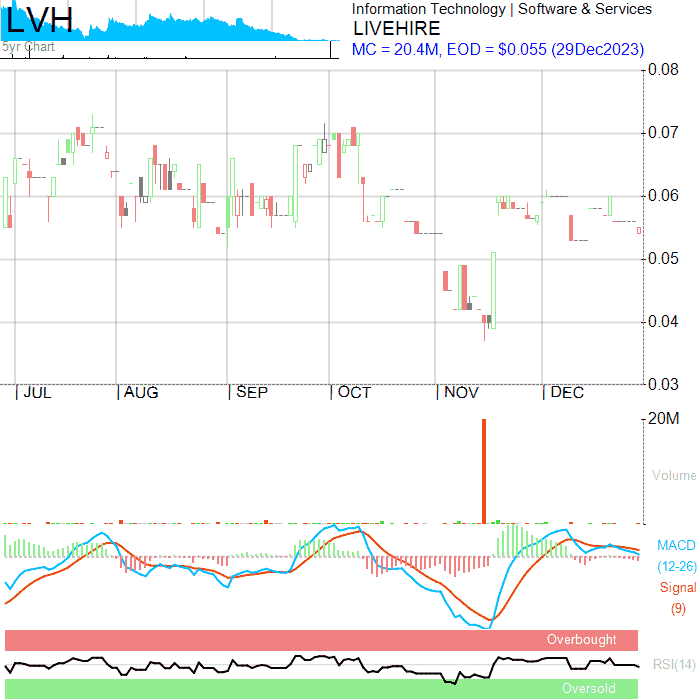 LVH
5yr Chart
Information Technology | Software & Services
LIVEHIRE
MC = 20.4M, EOD = $0.055 (29Dec2023)
0.08
0.07
0.06
0.05
0.04
0.03
| JUL | AUG | SEP | OCT | NOV | DEC
20M
Volume
MACD
(12-26)
Signal
(9)
Overbought
RSI(14)
Oversold